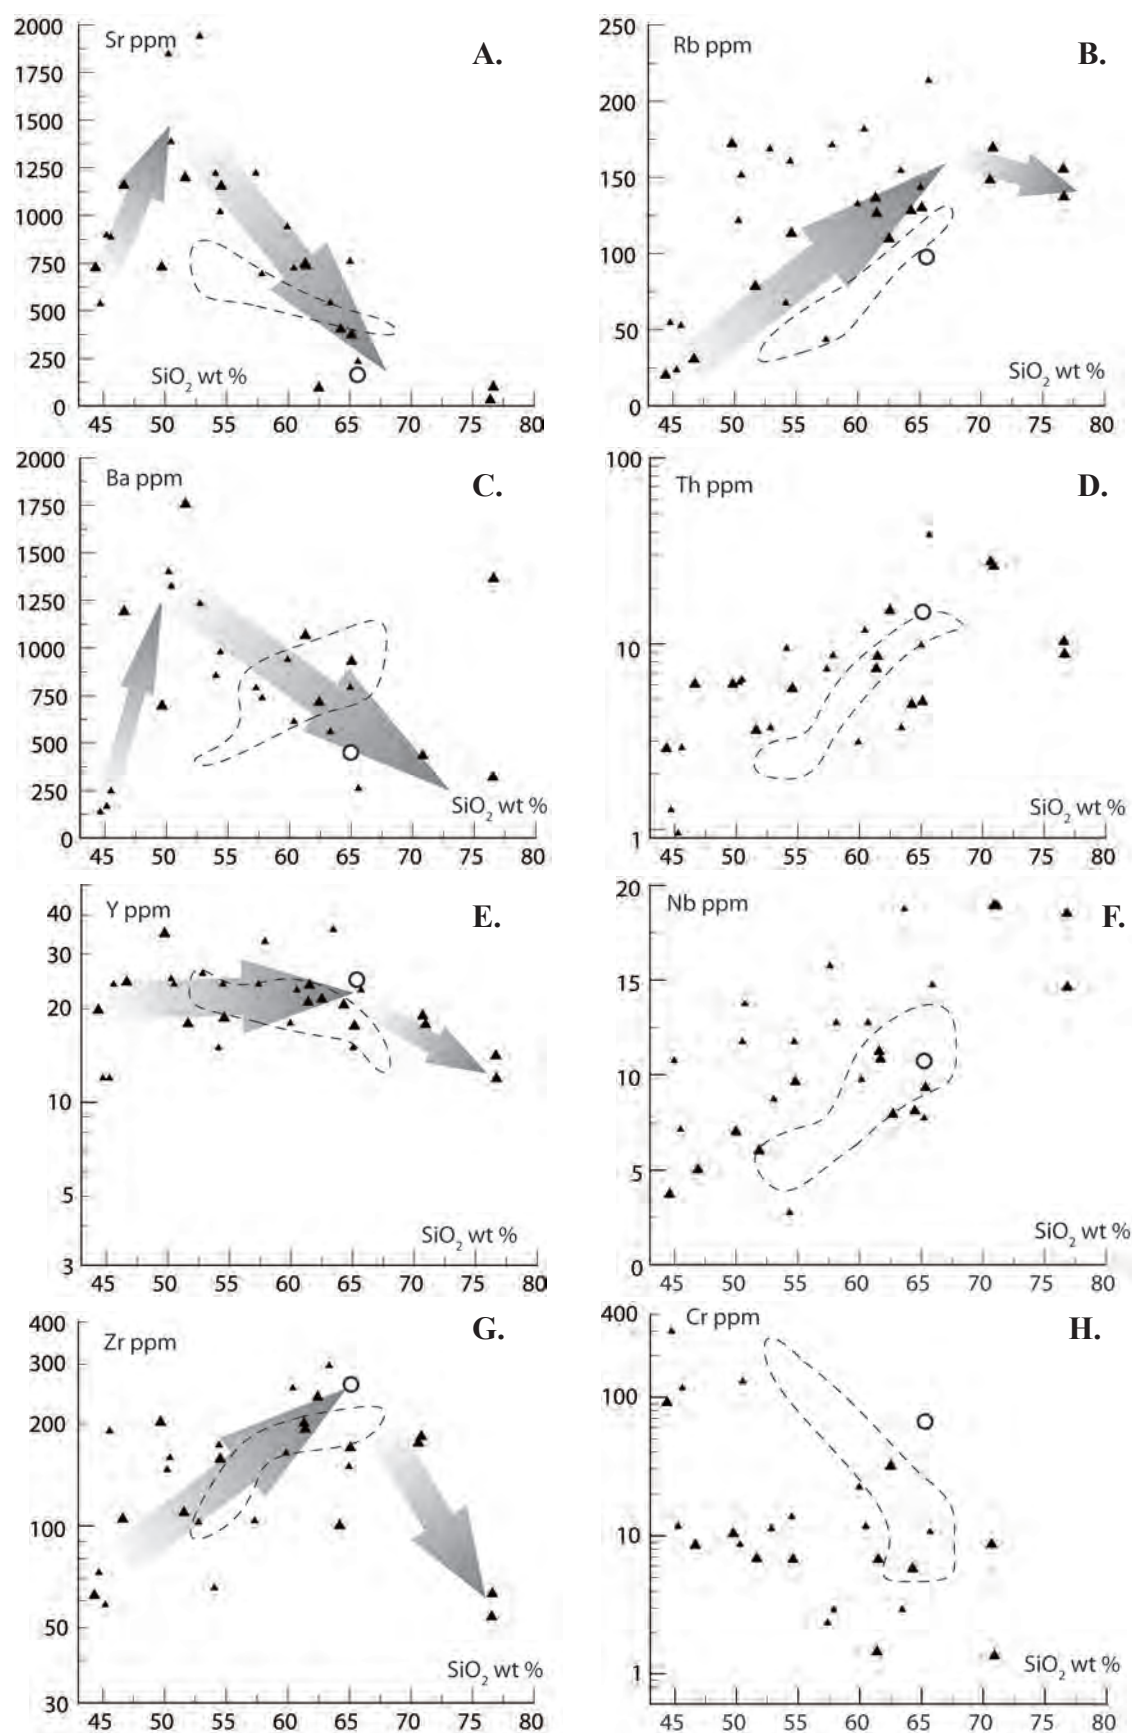 Sr ppm
A.
2000
1750
1500
1250
1000
750
500
250
0
SiO2 wt %
45 50 55 60 65 70 75 80
Rb ppm
B.
250
200
150
100
50
0
SiO2 wt %
45 50 55 60 65 70 75 80
Ba ppm
C.
2000
1750
1500
1250
1000
750
500
250
0
SiO2 wt %
45 50 55 60 65 70 75 80
Th ppm
D.
100
10
1
SiO2 wt %
45 50 55 60 65 70 75 80
Y ppm
E.
40
30
20
10
5
3
SiO2 wt %
45 50 55 60 65 70 75 80
Nb ppm
F.
20
15
10
5
0
SiO2 wt %
45 50 55 60 65 70 75 80
Zr ppm
G.
400
300
200
100
50
30
SiO2 wt %
45 50 55 60 65 70 75 80
Cr ppm
H.
400
100
10
1
SiO2 wt %
45 50 55 60 65 70 75 80